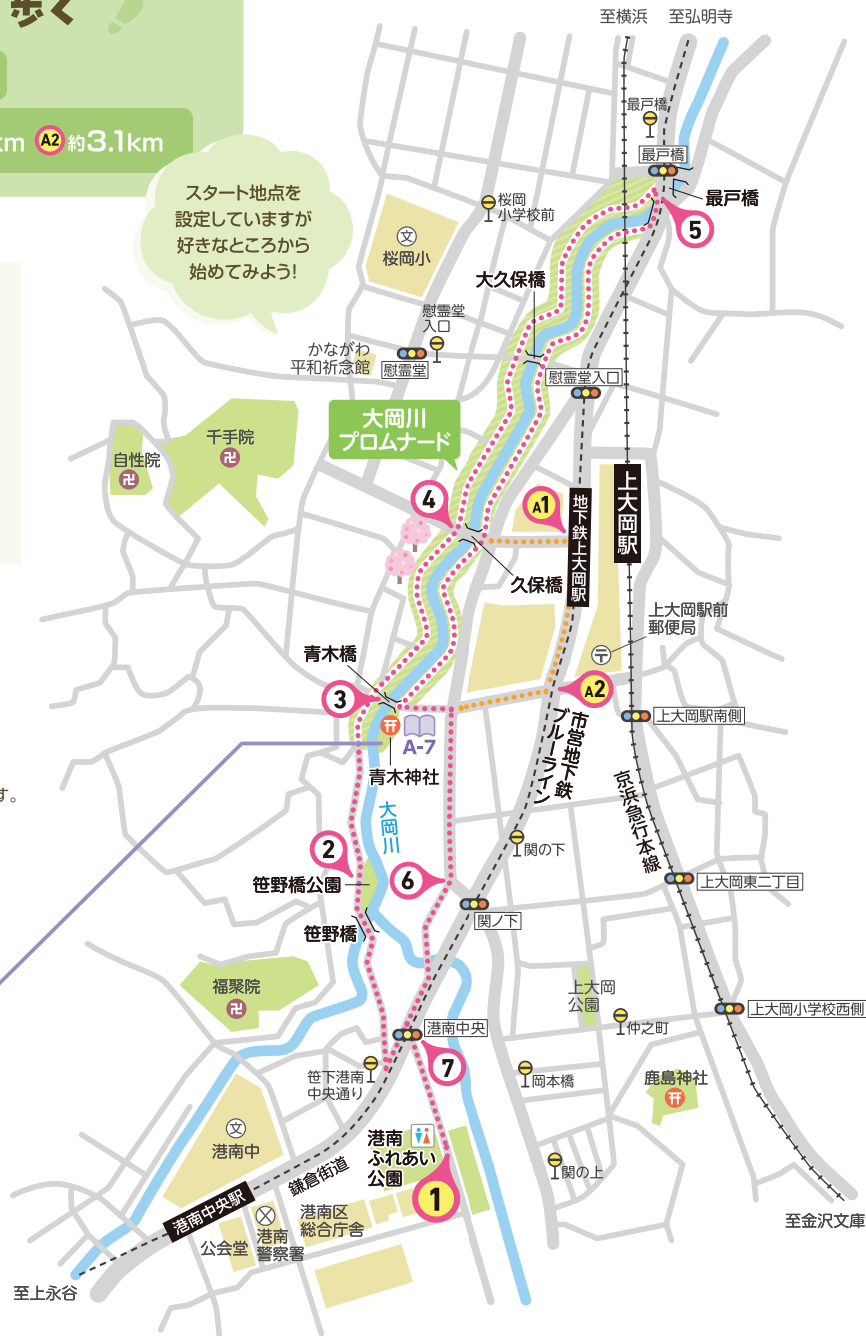 歩く
km A2 約3.1km
スタート地点を
設定していますが
好きなところから
始めてみよう!
至横浜 至弘明寺
最戸橋
最戸橋
最戸橋
5
桜岡
小学校前
文
桜岡小
大久保橋
慰霊堂
入口
かながわ
平和祈念館
慰霊堂
慰霊堂入口
大岡川
プロムナード
千手院
卍
自性院
卍
4
A1
地下鉄上大岡駅
上大岡駅
久保橋
上大岡駅前
郵便局
〒
青木橋
3
A2
A-7
青木神社
上大岡駅南側
市営地下鉄
ブルーライン
京浜急行本線
す。
大岡川
2
関の下
笹野橋公園
6
上大岡東二丁目
関ノ下
笹野橋
福聚院
卍
上大岡
公園
仲之町
上大岡小学校西側
港南中央
7
笹下港南
中央通り
岡本橋
鹿島神社
文
港南中
港南
ふれあい
公園
1
関の上
鎌倉街道
港南中央駅
港南区
総合庁舎
公会堂
港南
警察署
至金沢文庫
至上永谷